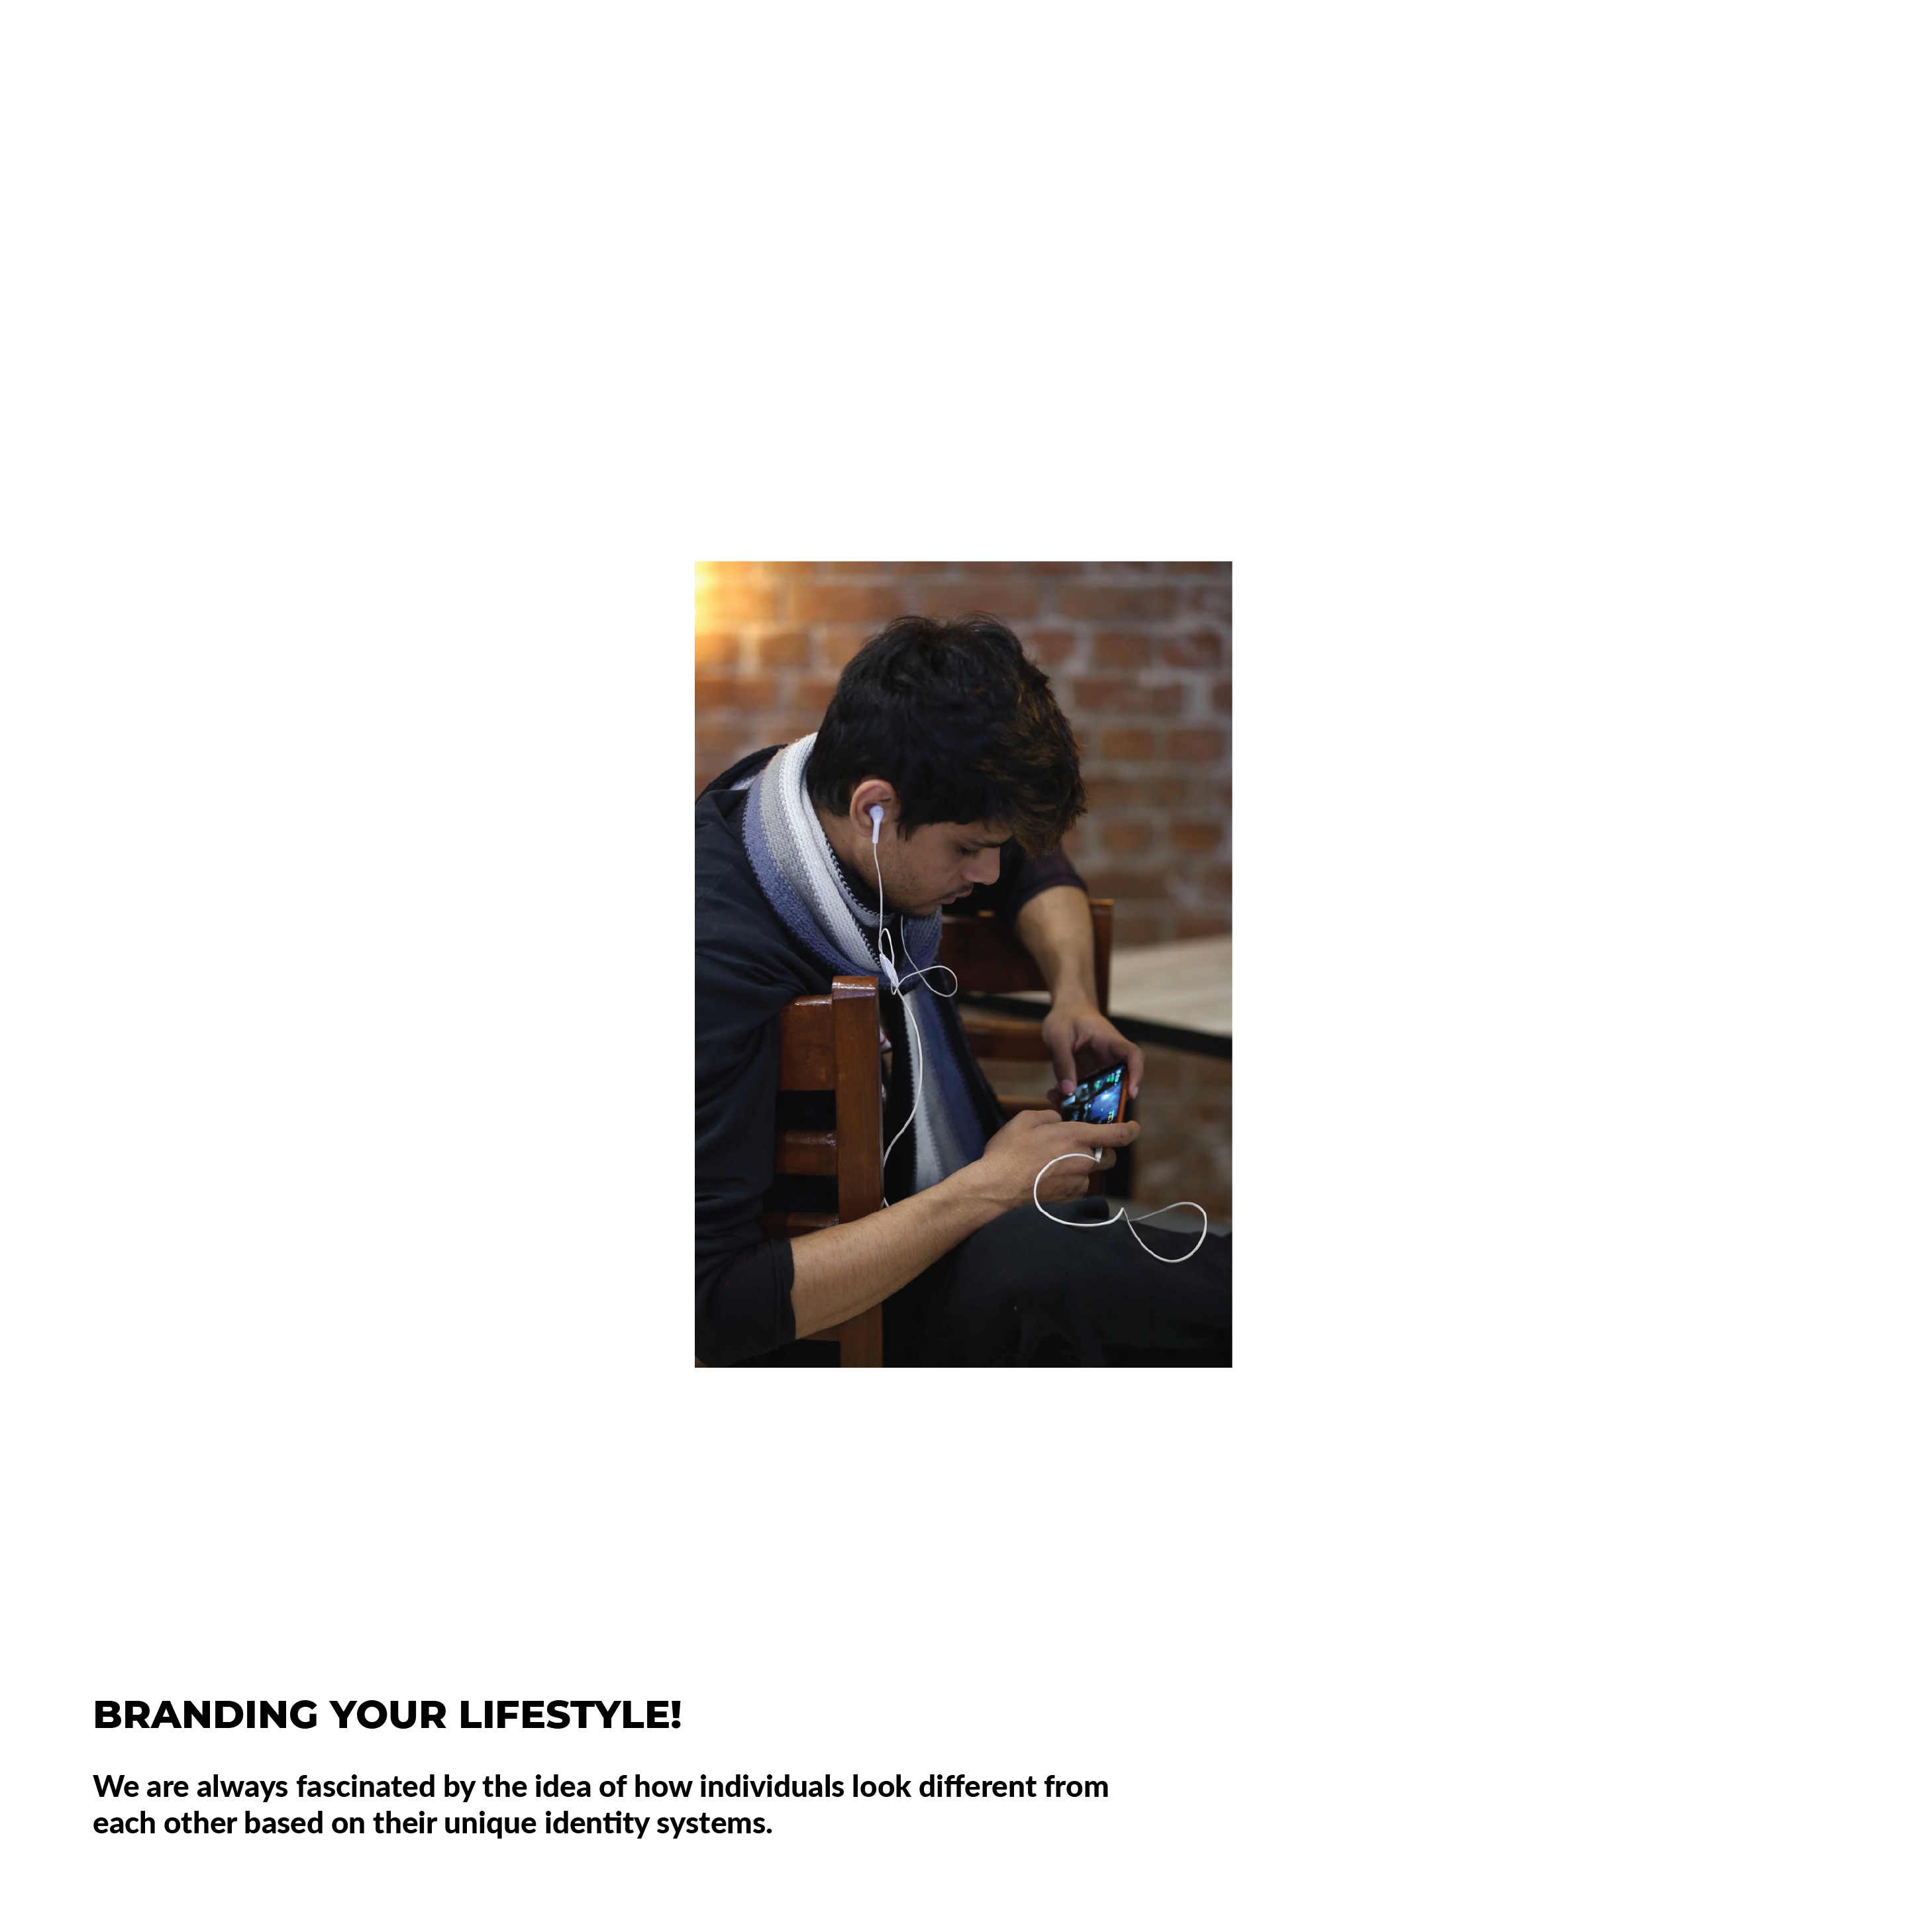 BRANDING YOUR LIFESTYLE!
We are always fascinated by the idea of how individuals look different from
each other based on their unique identity systems.